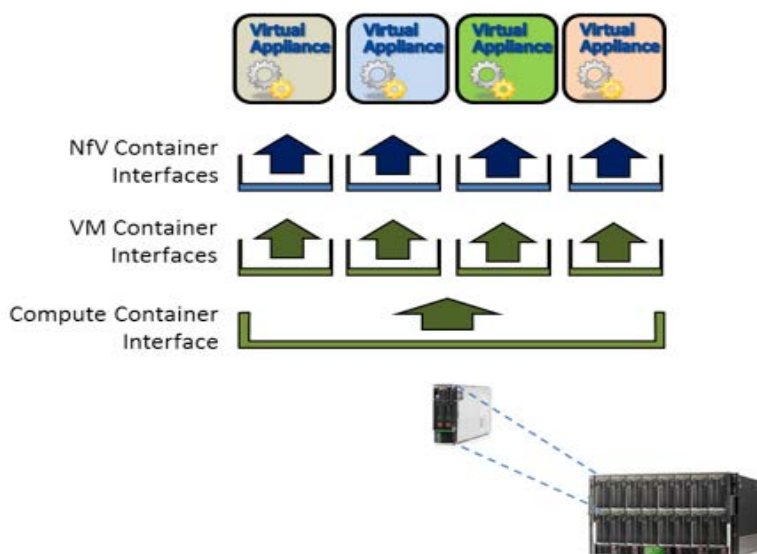 Virtual
Appliance
Virtual
Appliance
Virtual
Appliance
Virtual
Appliance
NfV Container
Interfaces
VM Container
Interfaces
Compute Container
Interface